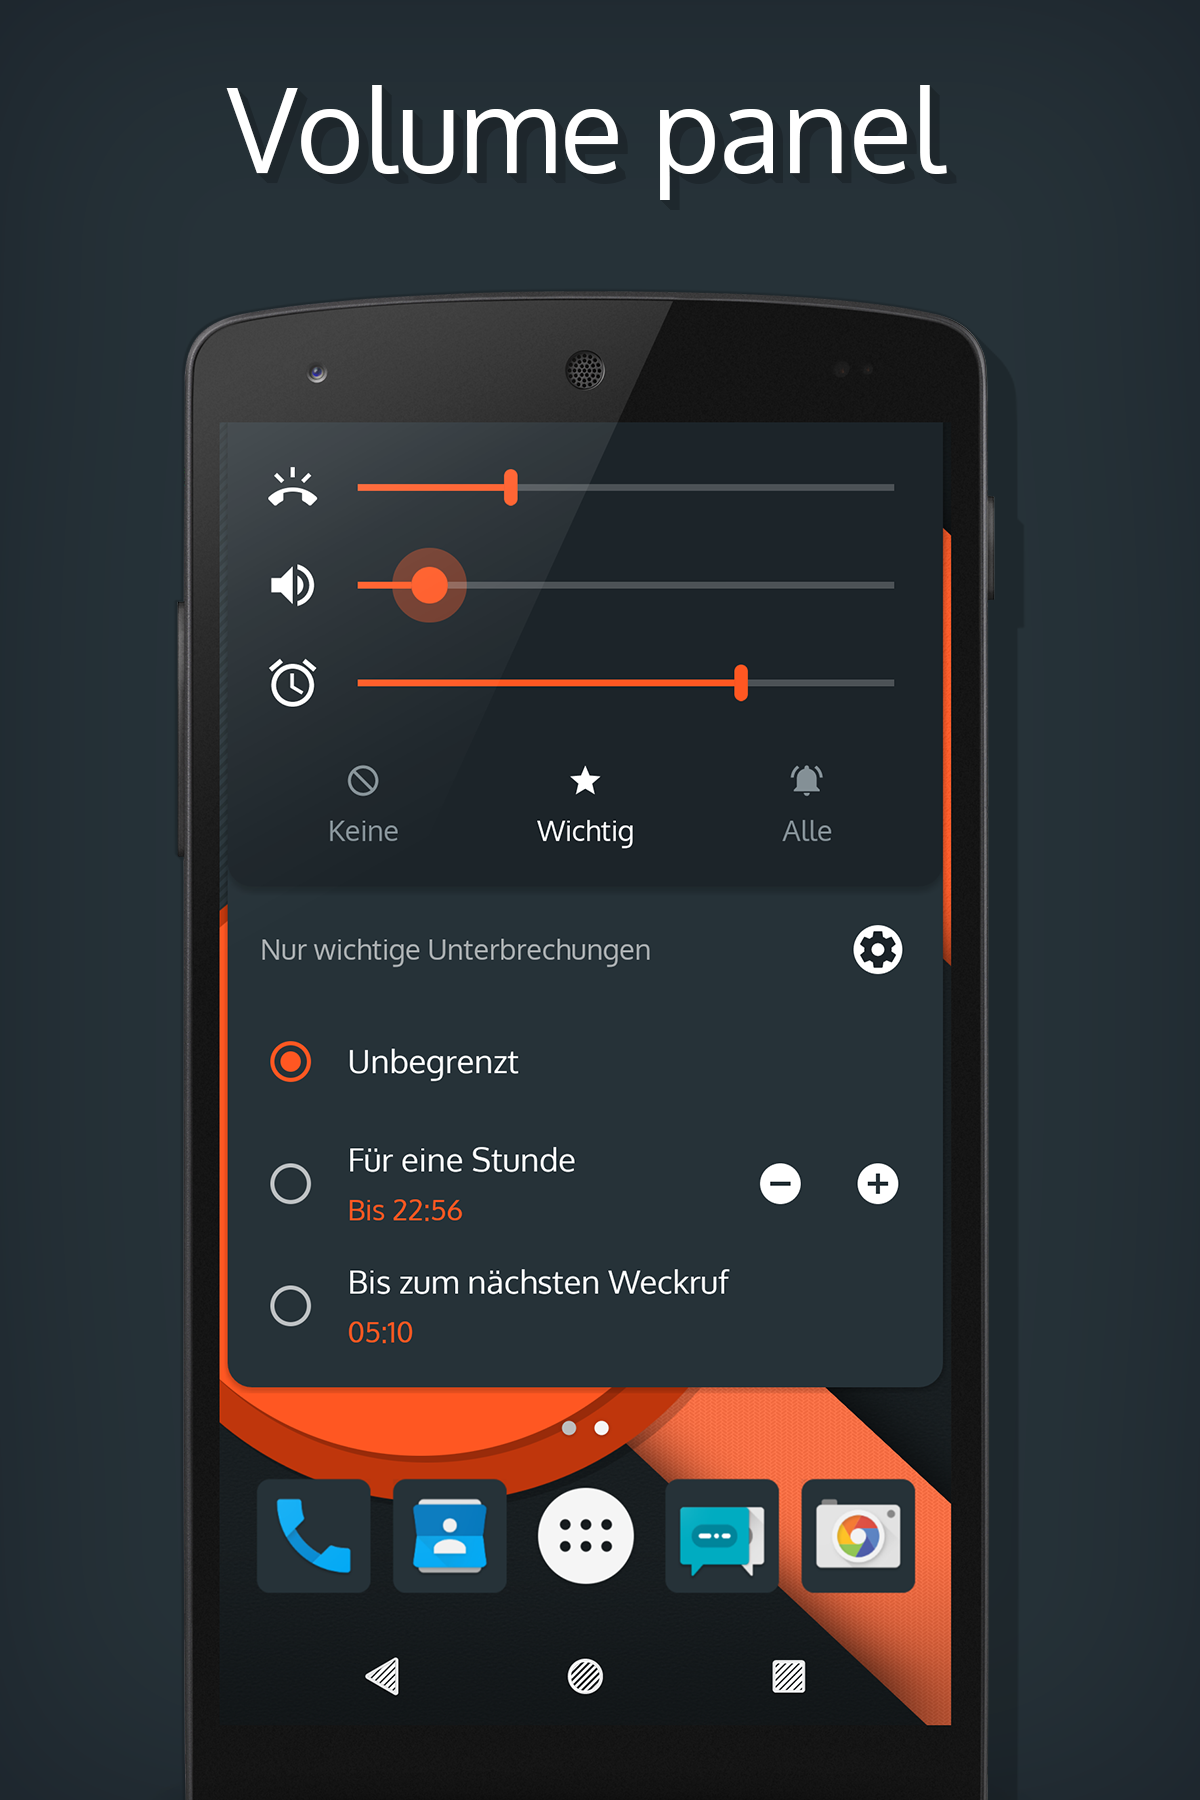 Volume panel
Keine Wichtig Alle
Nur wichtige Unterbrechungen
Unbegrenzt
Für eine Stunde
Bis 22:56
Bis zum nächsten Weckruf
05:10